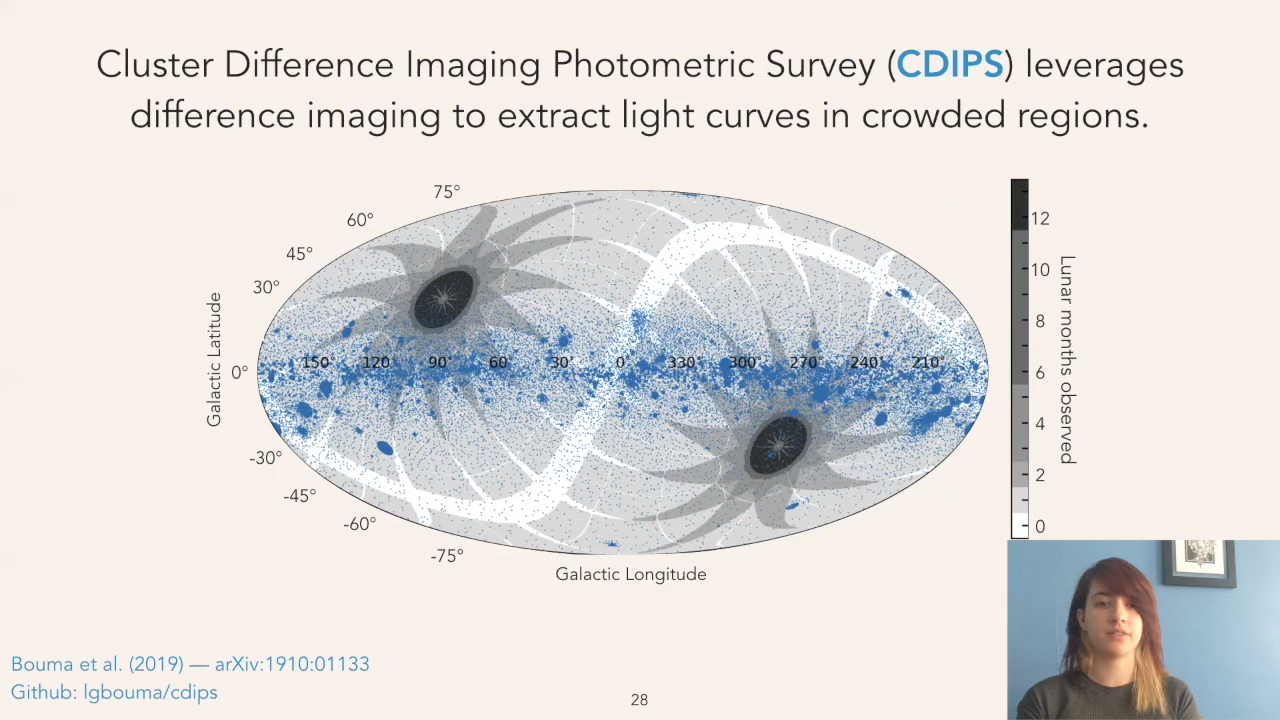 Cluster Difference Imaging Photometric Survey (CDIPS) leverages
difference imaging to extract light curves in crowded regions.
75°
60°
45°
30°
0°
-30°
-45°
-60°
-75°
Galactic Latitude
150° 120° 90° 60° 30° 0° 330° 300° 270° 240° 210°
Galactic Longitude
12
10
8
6
4
2
0
Lunar months observed
Bouma et al. (2019) — arXiv:1910:01133
Github: lgbouma/cdips
28